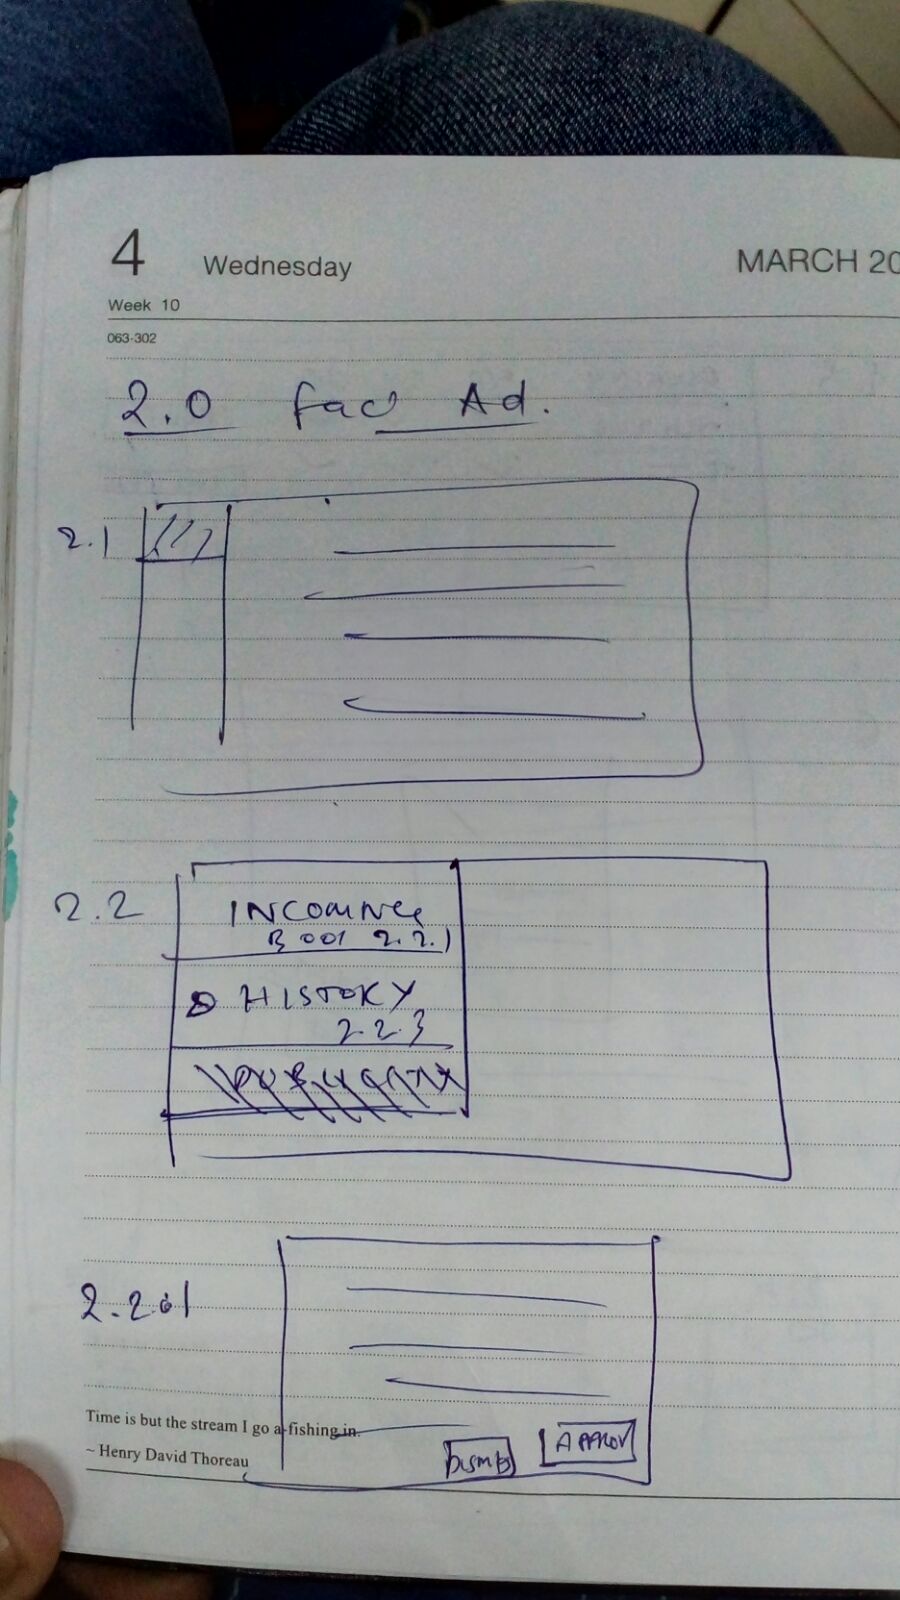 4 Wednesday MARCH 20
Week 10
063-302
2.0 Fac Ad.
2.1
2.2
INCOMING
2.2.1
HISTORY
2.2.3
2.2.1
Time is but the stream I go a-fishing in.
~ Henry David Thoreau
DISMIS
APPROV